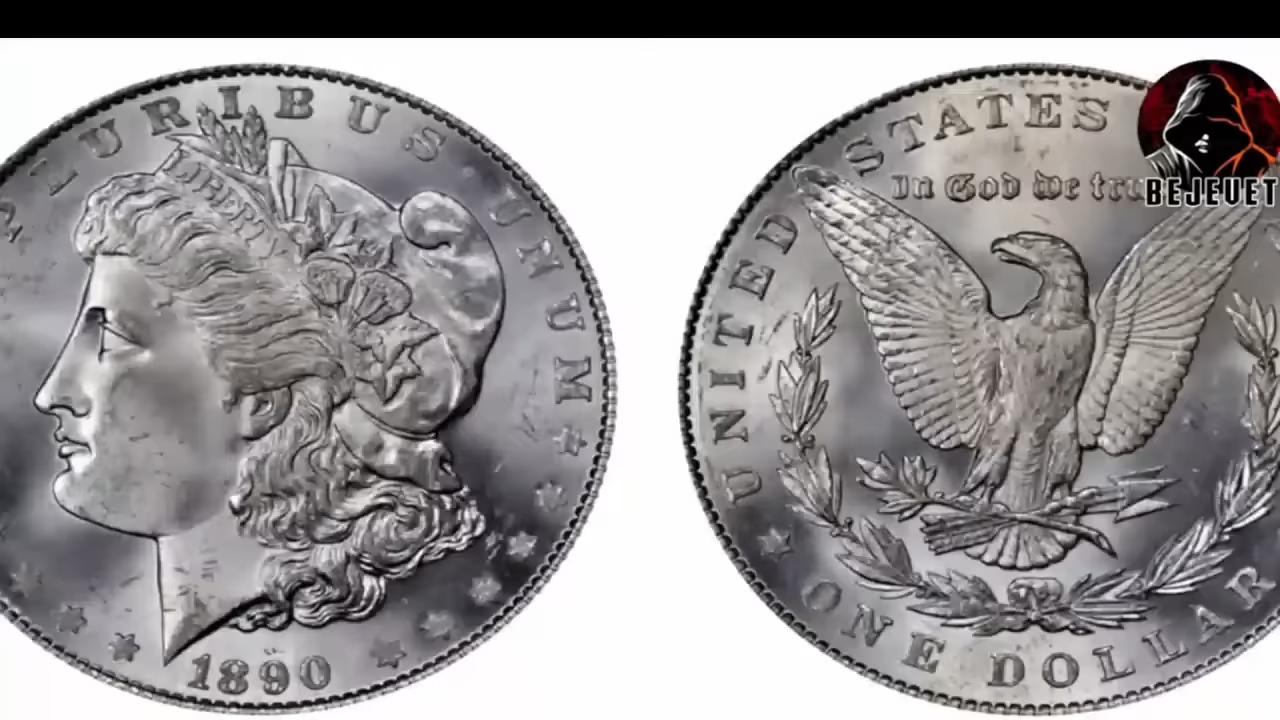 PLURIBUS UNUM
LIBERTY
1890
UNITED STATES
In God we tru
ONE DOLLAR
BEJEUET